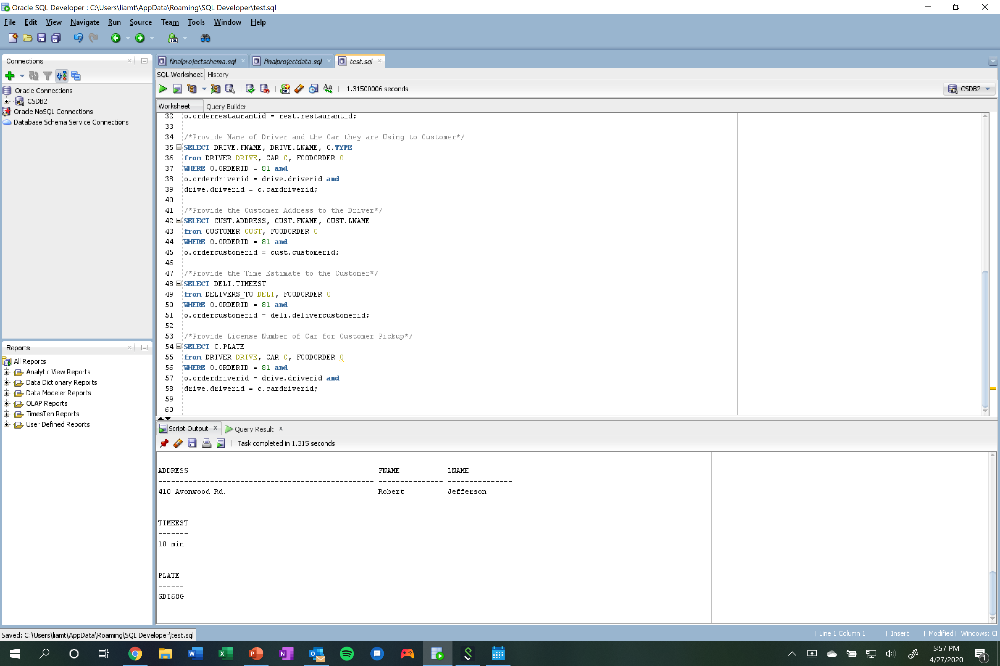 Oracle SQL Developer : C:\Users\liamt\AppData\Roaming\SQL Developer\test.sql
File Edit View Navigate Run Source Team Tools Window Help
Connections
Oracle Connections
CSDB2
Oracle NoSQL Connections
Database Schema Service Connections
Reports
All Reports
Analytic View Reports
Data Dictionary Reports
Data Modeler Reports
OLAP Reports
TimesTen Reports
User Defined Reports
finalprojectschema.sql finalprojectdata.sql test.sql
SQL Worksheet History
1.31500006 seconds
CSDB2
Worksheet Query Builder
32 o.orderrestaurantid = rest.restaurantid;
33
34 /*Provide Name of Driver and the Car they are Using to Customer*/
35 SELECT DRIVE.FNAME, DRIVE.LNAME, C.TYPE
36 from DRIVER DRIVE, CAR C, FOODORDER O
37 WHERE O.ORDERID = 81 and
38 o.orderdriverid = drive.driverid and
39 drive.driverid = c.cardriverid;
40
41 /*Provide the Customer Address to the Driver*/
42 SELECT CUST.ADDRESS, CUST.FNAME, CUST.LNAME
43 from CUSTOMER CUST, FOODORDER O
44 WHERE O.ORDERID = 81 and
45 o.ordercustomerid = cust.customerid;
46
47 /*Provide the Time Estimate to the Customer*/
48 SELECT DELI.TIMEEST
49 from DELIVERS_TO DELI, FOODORDER O
50 WHERE O.ORDERID = 81 and
51 o.ordercustomerid = deli.delivercustomerid;
52
53 /*Provide License Number of Car for Customer Pickup*/
54 SELECT C.PLATE
55 from DRIVER DRIVE, CAR C, FOODORDER O
56 WHERE O.ORDERID = 81 and
57 o.orderdriverid = drive.driverid and
58 drive.driverid = c.cardriverid;
59
60
Script Output Query Result
Task completed in 1.315 seconds
ADDRESS FNAME LNAME
-------------------------------------------------- --------------- ---------------
410 Avonwood Rd. Robert Jefferson
TIMEEST
-------
10 min
PLATE
------
GDI68G
Saved: C:\Users\liamt\AppData\Roaming\SQL Developer\test.sql
| Line 1 Column 1 | Insert | Modified | Windows: Cl
5:57 PM
4/27/2020
1